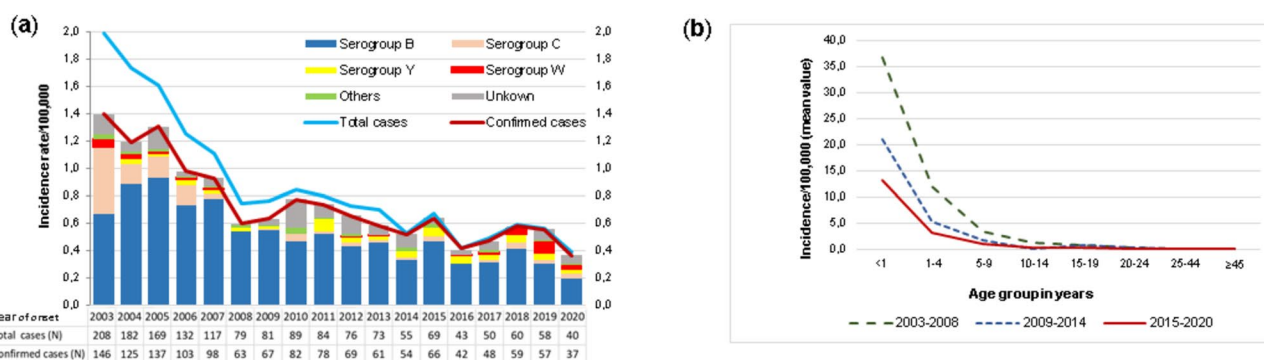 (a)
2,0
1,8
1,6
1,4
1,2
1,0
0,8
0,6
0,4
0,2
0,0
Incidence rate/100,000
Serogroup B
Serogroup C
Serogroup Y
Serogroup W
Others
Unkown
Total cases
Confirmed cases
2,0
1,8
1,6
1,4
1,2
1,0
0,8
0,6
0,4
0,2
0,0
ear of onset 2003 2004 2005 2006 2007 2008 2009 2010 2011 2012 2013 2014 2015 2016 2017 2018 2019 2020
otal cases (N) 208 182 169 132 117 79 81 89 84 76 73 55 69 43 50 60 58 40
onfirmed cases (N) 146 125 137 103 98 63 67 82 78 69 61 54 66 42 48 59 57 37
(b)
40,0
35,0
30,0
25,0
20,0
15,0
10,0
5,0
0,0
Incidence/100,000 (mean value)
<1 1-4 5-9 10-14 15-19 20-24 25-44 ≥45
Age group in years
2003-2008 2009-2014 2015-2020